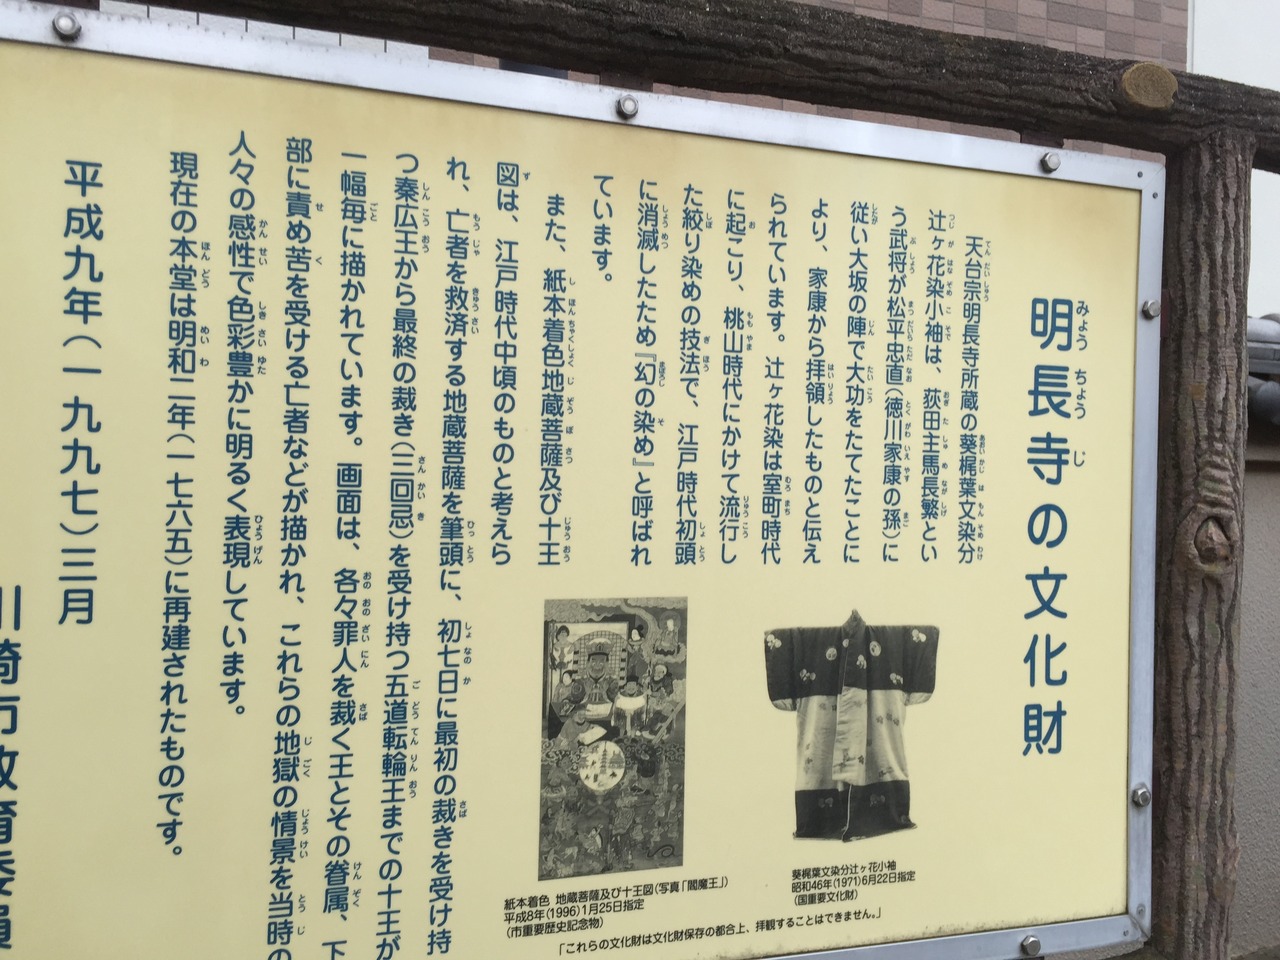 明長寺の文化財
天台宗明長寺所蔵の葵梶葉文染分
辻ヶ花染小袖は、荻田主馬長繁とい
う武将が松平忠直(徳川家康の孫)に
従い大坂の陣で大功をたてたことに
より、家康から拝領したものと伝え
られています。辻ヶ花染は室町時代
に起こり、桃山時代にかけて流行し
た絞り染めの技法で、江戸時代初頭
に消滅したため『幻の染め』と呼ばれ
ています。
また、紙本着色地蔵菩薩及び十王
図は、江戸時代中頃のものと考えら
れ、亡者を救済する地蔵菩薩を筆頭に、初七日に最初の裁きを受け持
つ秦広王から最終の裁き(三回忌)を受け持つ五道転輪王までの十王が
一幅毎に描かれています。画面は、各々罪人を裁く王とその眷属、下
部に責め苦を受ける亡者などが描かれ、これらの地獄の情景を当時の
人々の感性で色彩豊かに明るく表現しています。
現在の本堂は明和二年(一七六五)に再建されたものです。
平成九年(一九九七)三月
川崎市教育委員
葵梶葉文染分辻ヶ花小袖
昭和46年(1971)6月22日指定
(国重要文化財)
紙本着色 地蔵菩薩及び十王図(写真「閻魔王」)
平成8年(1996)1月25日指定
(市重要歴史記念物)
「これらの文化財は文化財保存の都合上、拝観することはできません。」